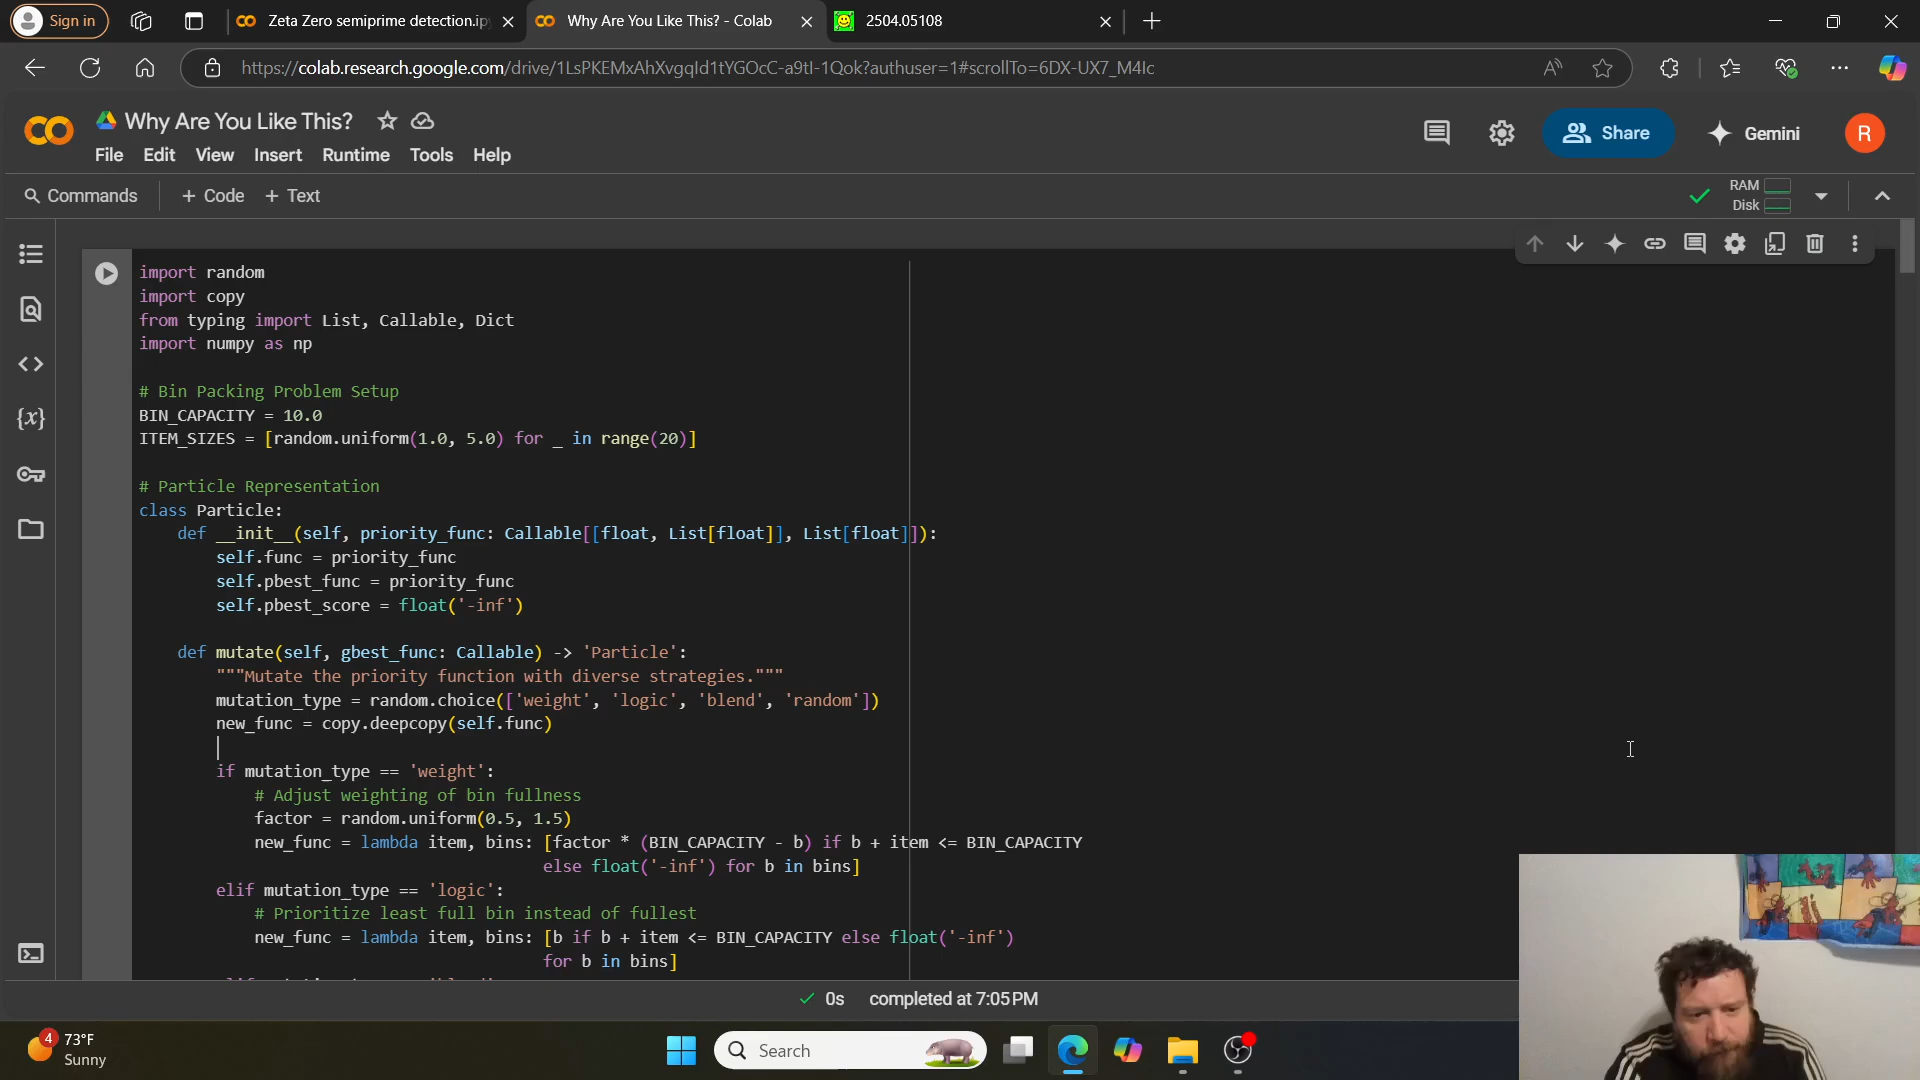 Sign in
Zeta Zero semiprime detection.ip
Why Are You Like This? - Colab
2504.05108
https://colab.research.google.com/drive/1LsPKEMxAhXvgqId1tYGOcC-a9tI-1Qok?authuser=1#scrollTo=6DX-UX7_M4Ic
Why Are You Like This?
Share
Gemini
R
File Edit View Insert Runtime Tools Help
Commands + Code + Text
RAM
Disk
import random
import copy
from typing import List, Callable, Dict
import numpy as np
# Bin Packing Problem Setup
BIN_CAPACITY = 10.0
ITEM_SIZES = [random.uniform(1.0, 5.0) for _ in range(20)]
# Particle Representation
class Particle:
def __init__(self, priority_func: Callable[[float, List[float]], List[float]]):
self.func = priority_func
self.pbest_func = priority_func
self.pbest_score = float('-inf')
def mutate(self, gbest_func: Callable) -> 'Particle':
"""Mutate the priority function with diverse strategies."""
mutation_type = random.choice(['weight', 'logic', 'blend', 'random'])
new_func = copy.deepcopy(self.func)
if mutation_type == 'weight':
# Adjust weighting of bin fullness
factor = random.uniform(0.5, 1.5)
new_func = lambda item, bins: [factor * (BIN_CAPACITY - b) if b + item <= BIN_CAPACITY
else float('-inf') for b in bins]
elif mutation_type == 'logic':
# Prioritize least full bin instead of fullest
new_func = lambda item, bins: [b if b + item <= BIN_CAPACITY else float('-inf')
for b in bins]
0s completed at 7:05 PM
4
73°F
Sunny
Search